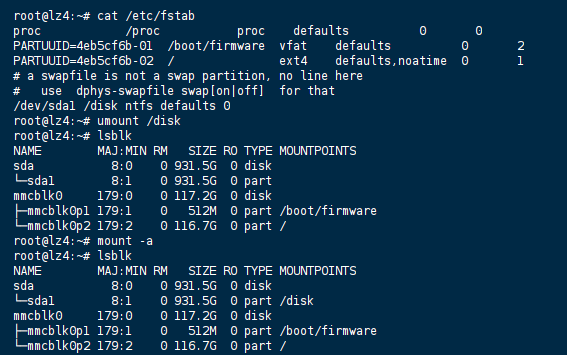 root@lz4:~# cat /etc/fstab
proc            /proc           proc    defaults          0       0
PARTUUID=4eb5cf6b-01  /boot/firmware  vfat    defaults          0       2
PARTUUID=4eb5cf6b-02  /               ext4    defaults,noatime  0       1
# a swapfile is not a swap partition, no line here
#   use  dphys-swapfile swap[on|off]  for that
/dev/sda1 /disk ntfs defaults 0
root@lz4:~# umount /disk
root@lz4:~# lsblk
NAME        MAJ:MIN RM   SIZE RO TYPE MOUNTPOINTS
sda           8:0    0 931.5G  0 disk
└─sda1        8:1    0 931.5G  0 part
mmcblk0     179:0    0 117.2G  0 disk
├─mmcblk0p1 179:1    0   512M  0 part /boot/firmware
└─mmcblk0p2 179:2    0 116.7G  0 part /
root@lz4:~# mount -a
root@lz4:~# lsblk
NAME        MAJ:MIN RM   SIZE RO TYPE MOUNTPOINTS
sda           8:0    0 931.5G  0 disk
└─sda1        8:1    0 931.5G  0 part /disk
mmcblk0     179:0    0 117.2G  0 disk
├─mmcblk0p1 179:1    0   512M  0 part /boot/firmware
└─mmcblk0p2 179:2    0 116.7G  0 part /